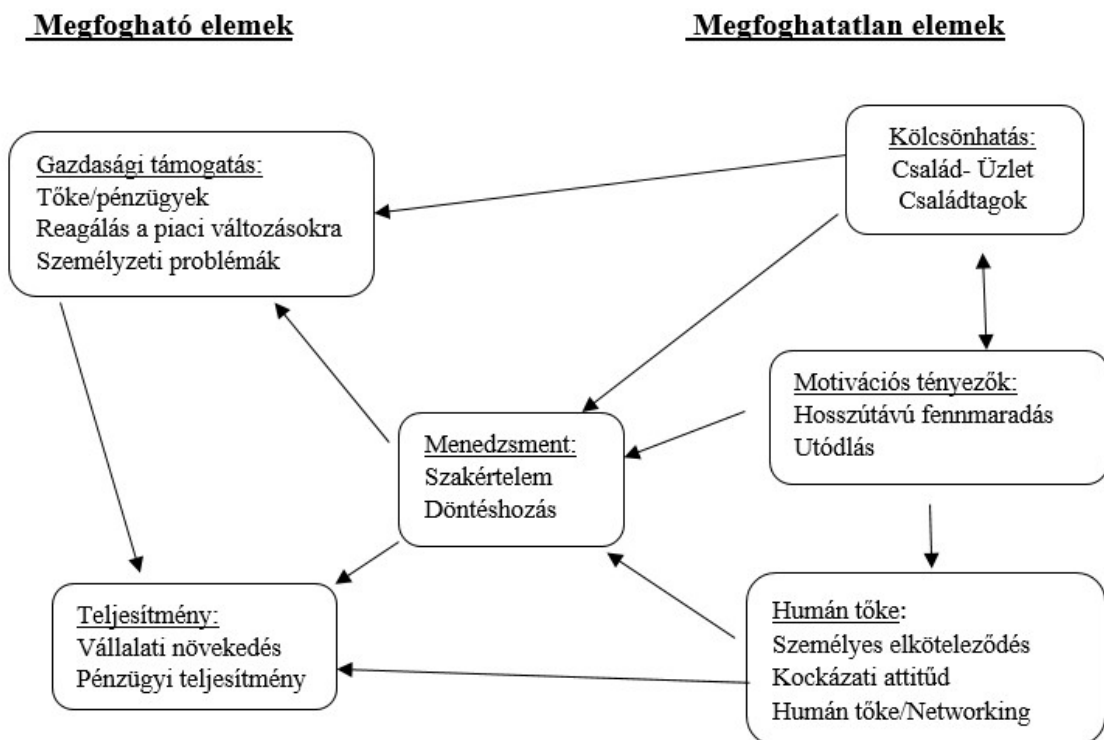 Megfogható elemek
Megfoghatatlan elemek
Gazdasági támogatás:
Tőke/pénzügyek
Reagálás a piaci változásokra
Személyzeti problémák
Kölcsönhatás:
Család- Üzlet
Családtagok
Motivációs tényezők:
Hosszútávú fennmaradás
Utódlás
Menedzsment:
Szakértelem
Döntéshozás
Teljesítmény:
Vállalati növekedés
Pénzügyi teljesítmény
Humán tőke:
Személyes elköteleződés
Kockázati attitűd
Humán tőke/Networking